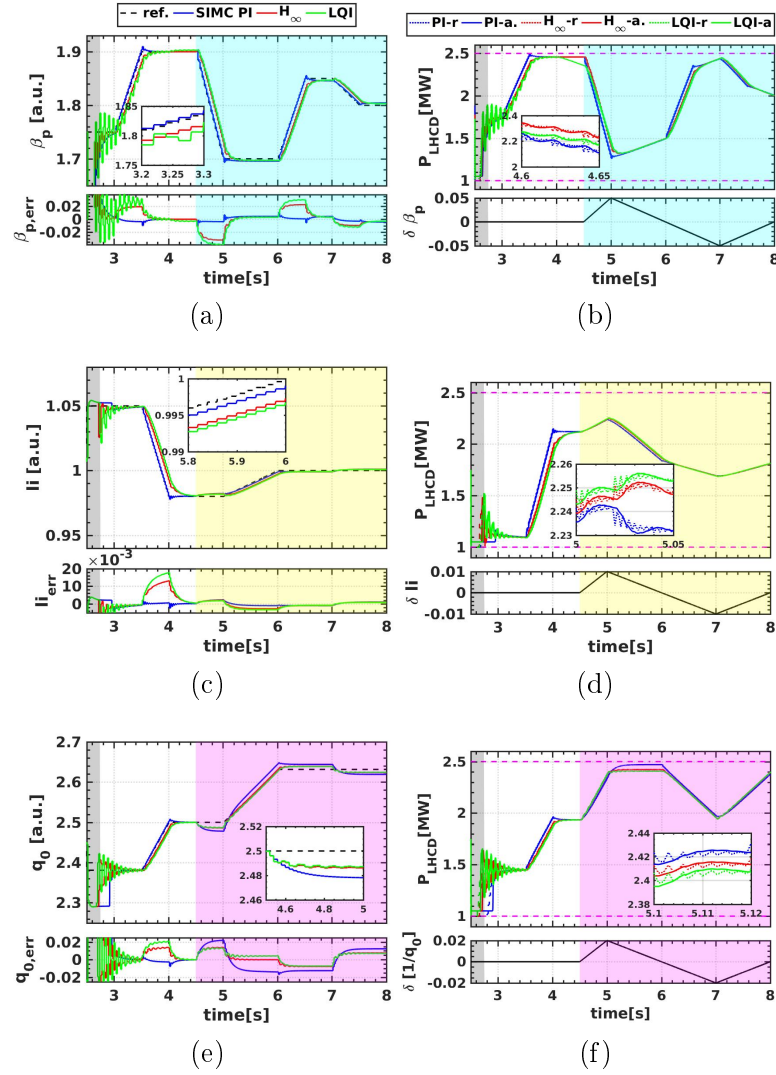 ref. SIMC PI H∞ LQI
PI-r PI-a. H∞-r H∞-a. LQI-r LQI-a
βp [a.u.]
1.9
1.8
1.7
1.85
1.8
1.75
3.2 3.25 3.3
βp,err
0.02
0
-0.02
3 4 5 6 7 8
time[s]
(a)
PLHCD[MW]
2.5
2
1.5
1
2.4
2.2
2
4.6 4.65
δ βp
0.05
0
-0.05
3 4 5 6 7 8
time[s]
(b)
li [a.u.]
1.05
1
0.95
1
0.995
0.99
5.8 5.9 6
×10-3
lierr
20
10
0
3 4 5 6 7 8
time[s]
(c)
PLHCD[MW]
2.5
2
1.5
1
2.26
2.25
2.24
2.23
5 5.05
δ li
0.01
0
-0.01
3 4 5 6 7 8
time[s]
(d)
q0 [a.u.]
2.7
2.6
2.5
2.4
2.3
2.52
2.5
2.48
2.46
4.6 4.8 5
q0,err
0.02
0
-0.02
3 4 5 6 7 8
time[s]
(e)
PLHCD[MW]
2.5
2
1.5
1
2.44
2.42
2.4
2.38
5.1 5.11 5.12
δ [1/q0]
0.02
0
-0.02
3 4 5 6 7 8
time[s]
(f)